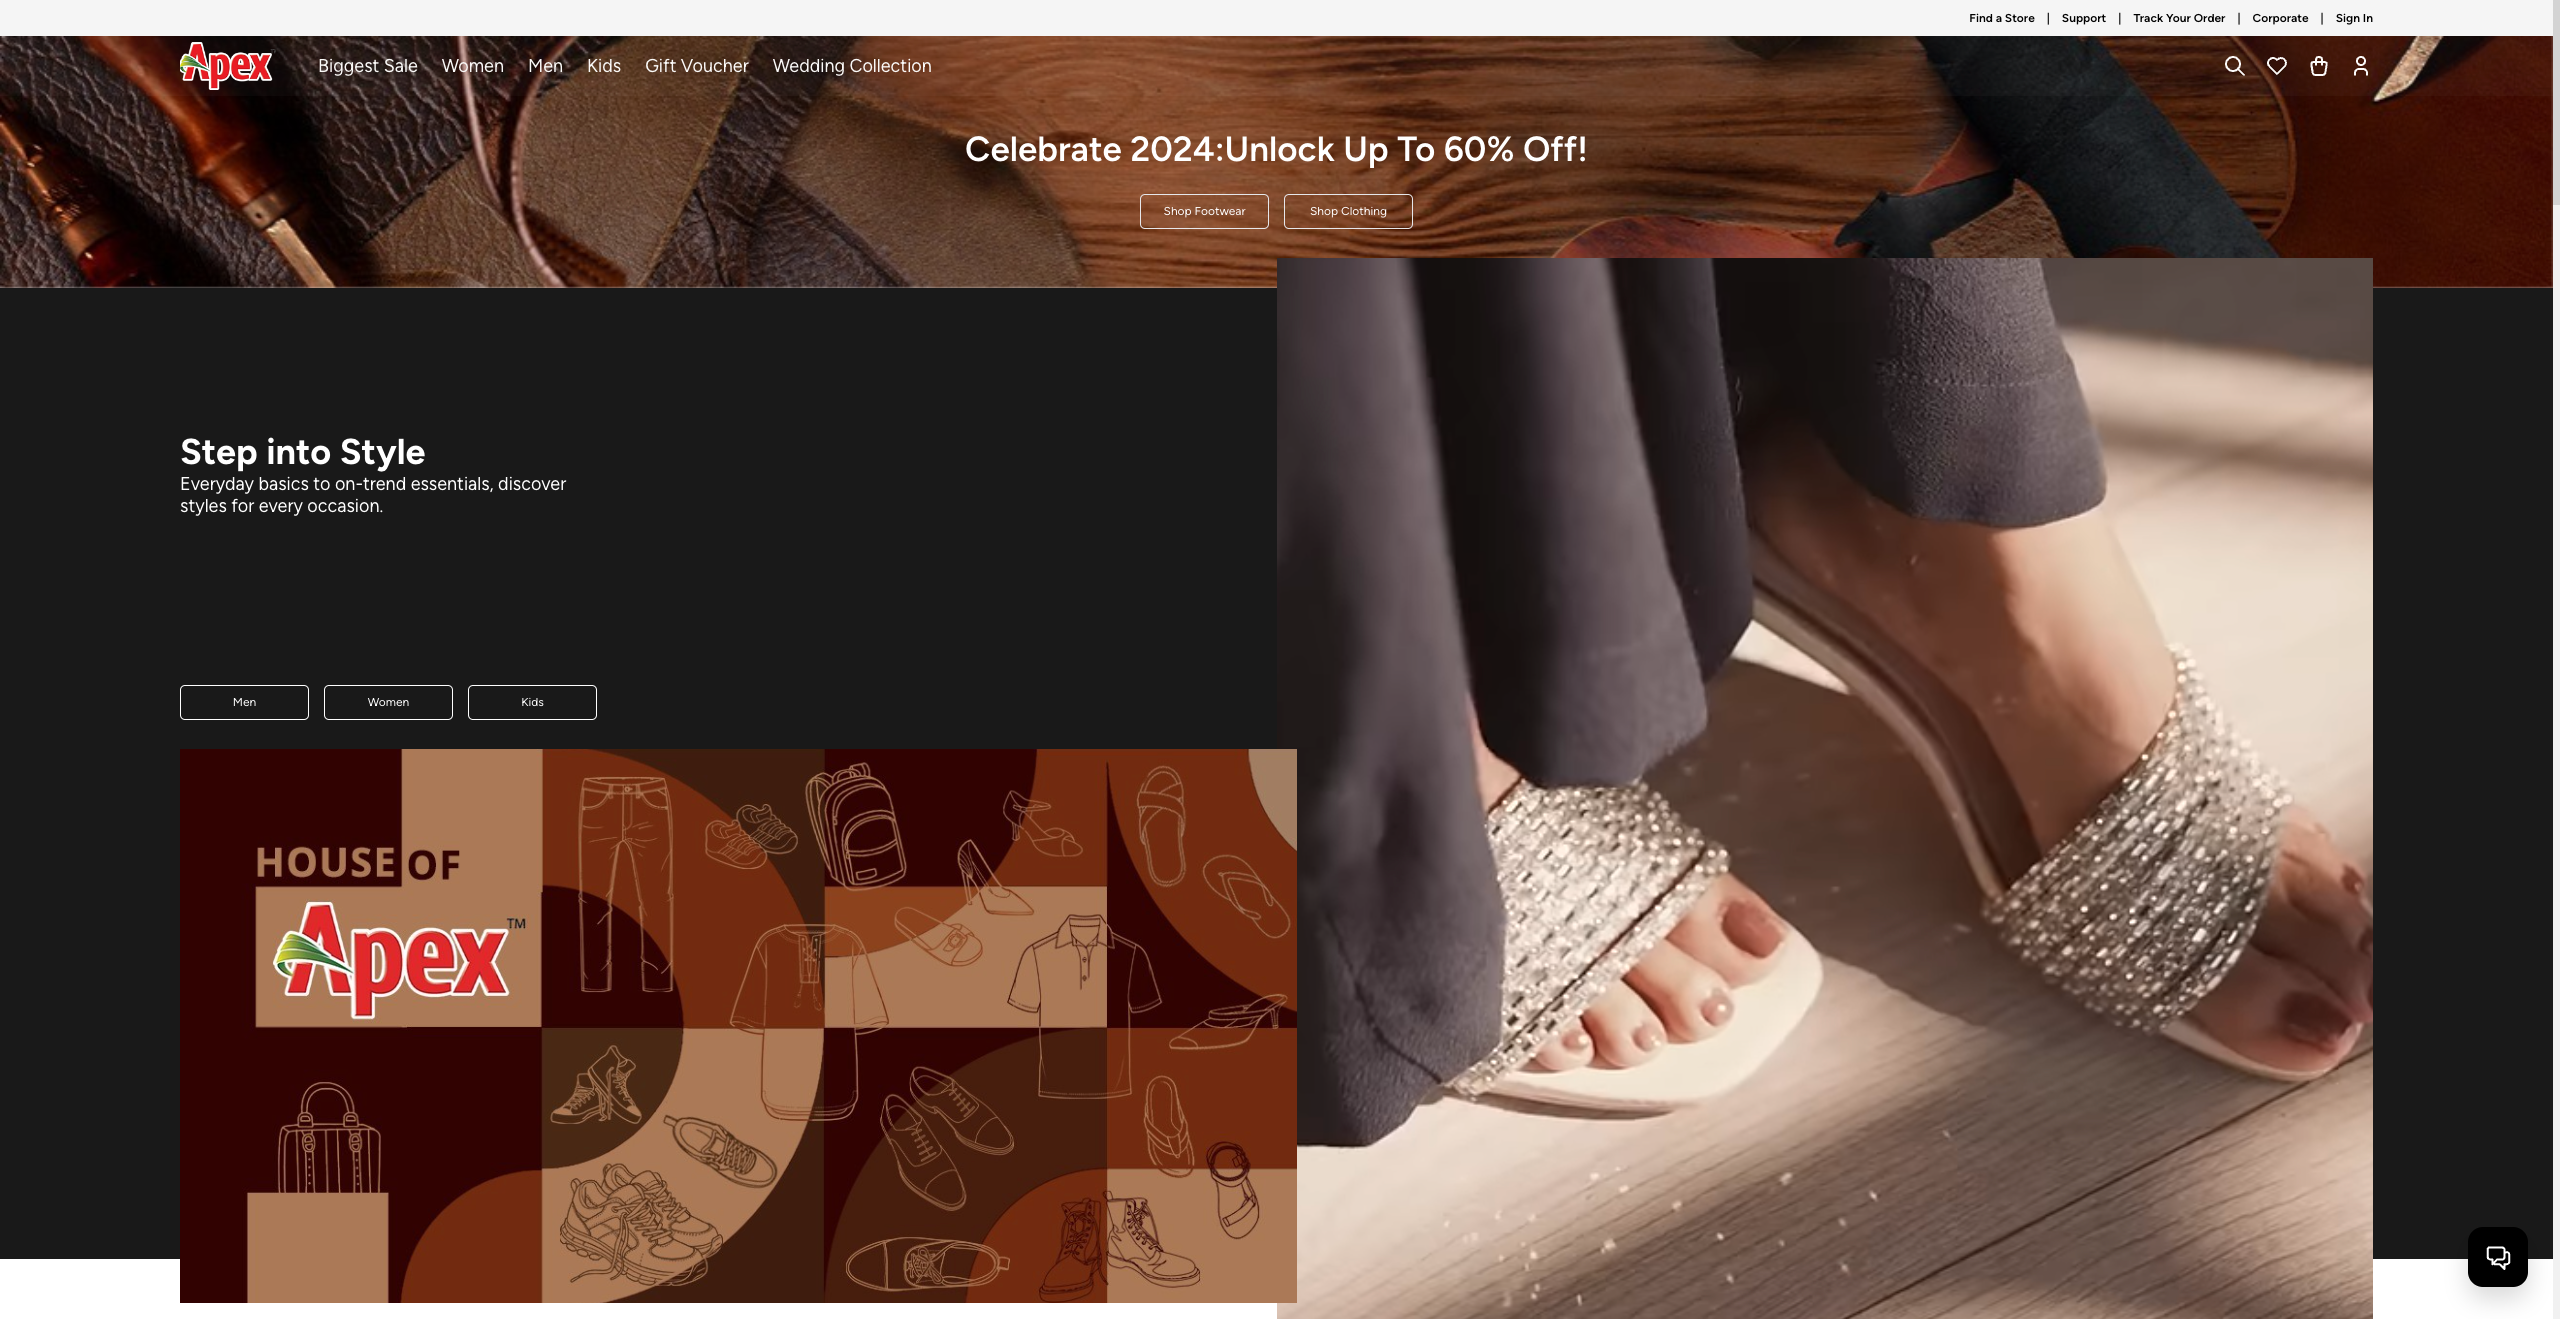 Find a Store | Support | Track Your Order | Corporate | Sign In
Apex Biggest Sale Women Men Kids Gift Voucher Wedding Collection
Celebrate 2024:Unlock Up To 60% Off!
Shop Footwear Shop Clothing
Step into Style
Everyday basics to on-trend essentials, discover
styles for every occasion.
Men Women Kids
HOUSE OF
Apex™